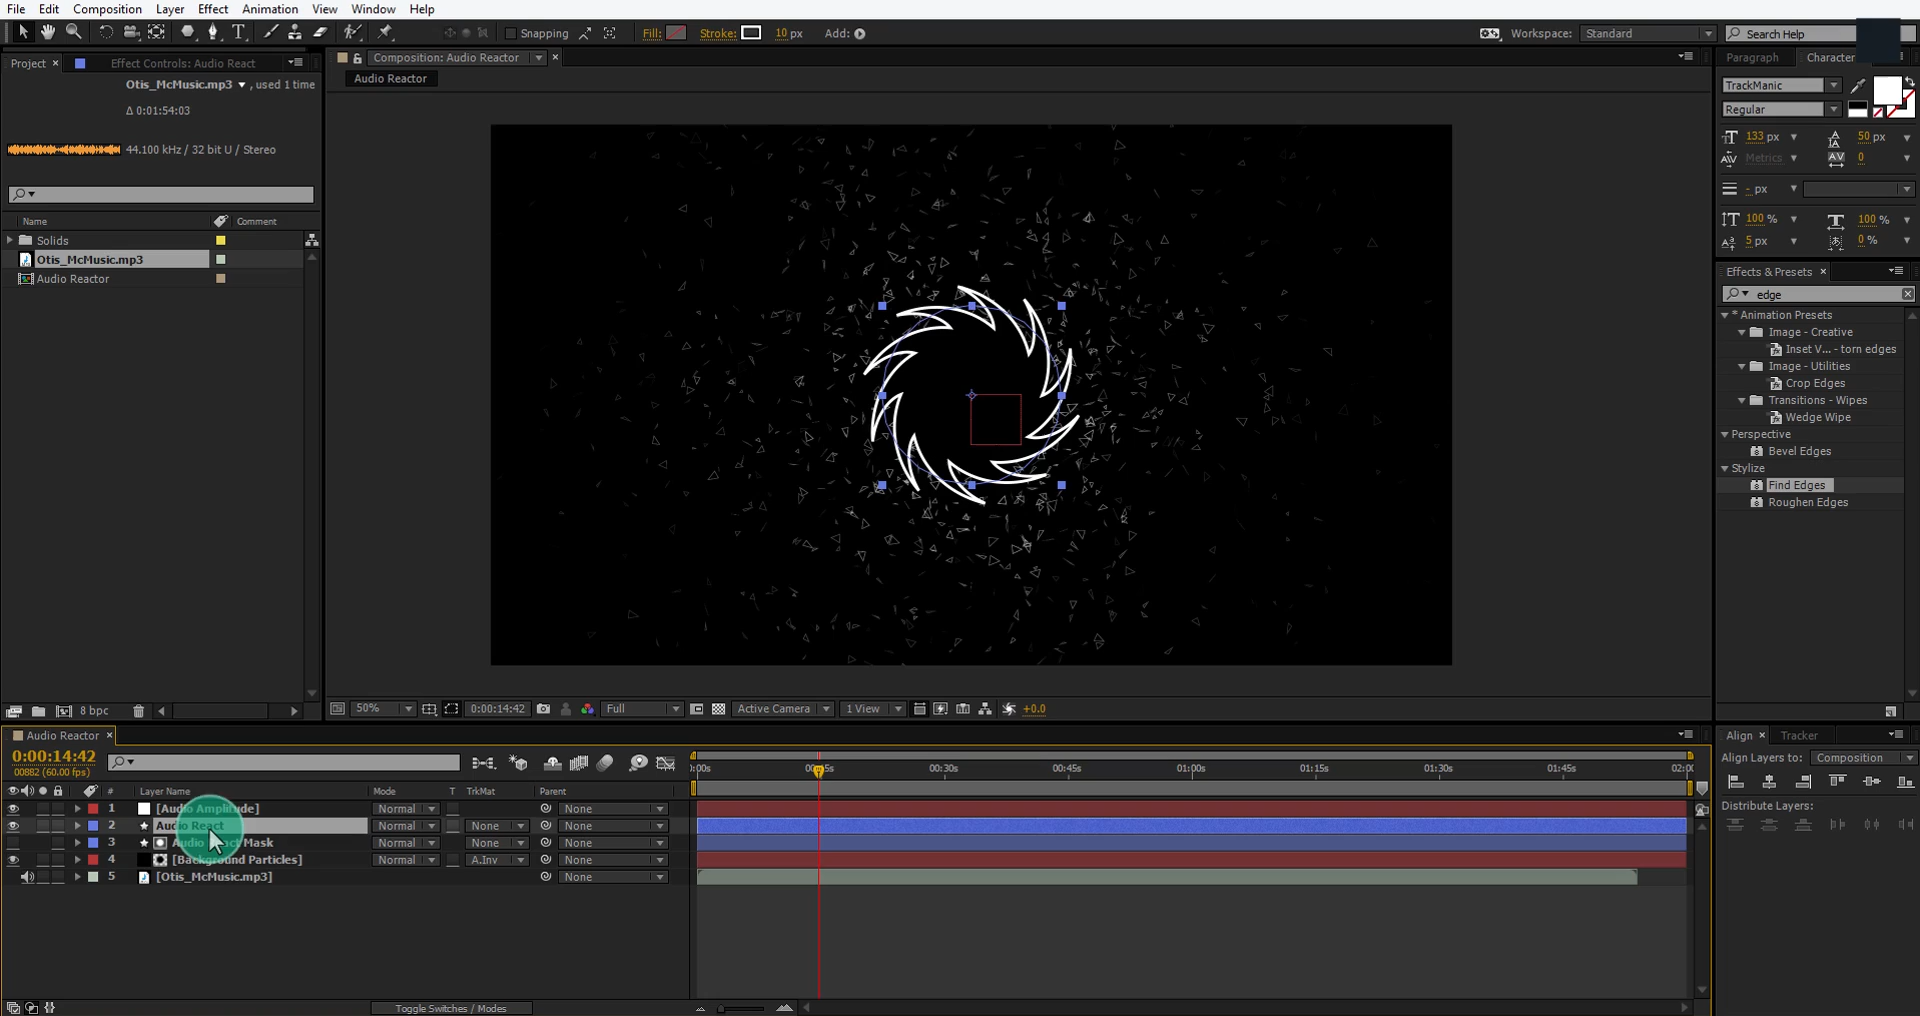 File Edit Composition Layer Effect Animation View Window Help
Snapping Fill: Stroke: 10 px Add: Workspace: Standard Search Help
Project × Effect Controls: Audio React
Otis_McMusic.mp3 , used 1 time
Δ 0:01:54:03
44.100 kHz / 32 bit U / Stereo
Name Comment
Solids
Otis_McMusic.mp3
Audio Reactor
8 bpc
Composition: Audio Reactor ×
Audio Reactor
50% 0:00:14:42 Full Active Camera 1 View +0.0
Paragraph Character
TrackManic
Regular
133 px 50 px
Metrics 0
- px
100 % 100 %
5 px 0 %
Effects & Presets ×
edge
* Animation Presets
Image - Creative
Inset V... - torn edges
Image - Utilities
Crop Edges
Transitions - Wipes
Wedge Wipe
Perspective
Bevel Edges
Stylize
Find Edges
Roughen Edges
Audio Reactor ×
0:00:14:42
00882 (60.00 fps)
00:30s 00:45s 01:00s 01:15s 01:30s 01:45s
# Layer Name Mode T TrkMat Parent
1 [Audio Amplitude] Normal None
2 Audio React Normal None None
3 Mask Normal None None
4 [Background Particles] Normal A.Inv None
5 [Otis_McMusic.mp3] None
Toggle Switches / Modes
Align × Tracker
Align Layers to: Composition
Distribute Layers: